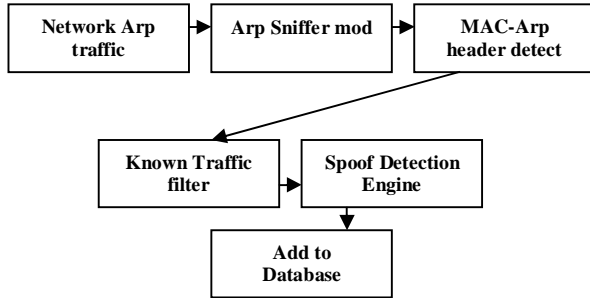 Network Arp
traffic
Arp Sniffer mod
MAC-Arp
header detect
Known Traffic
filter
Spoof Detection
Engine
Add to
Database